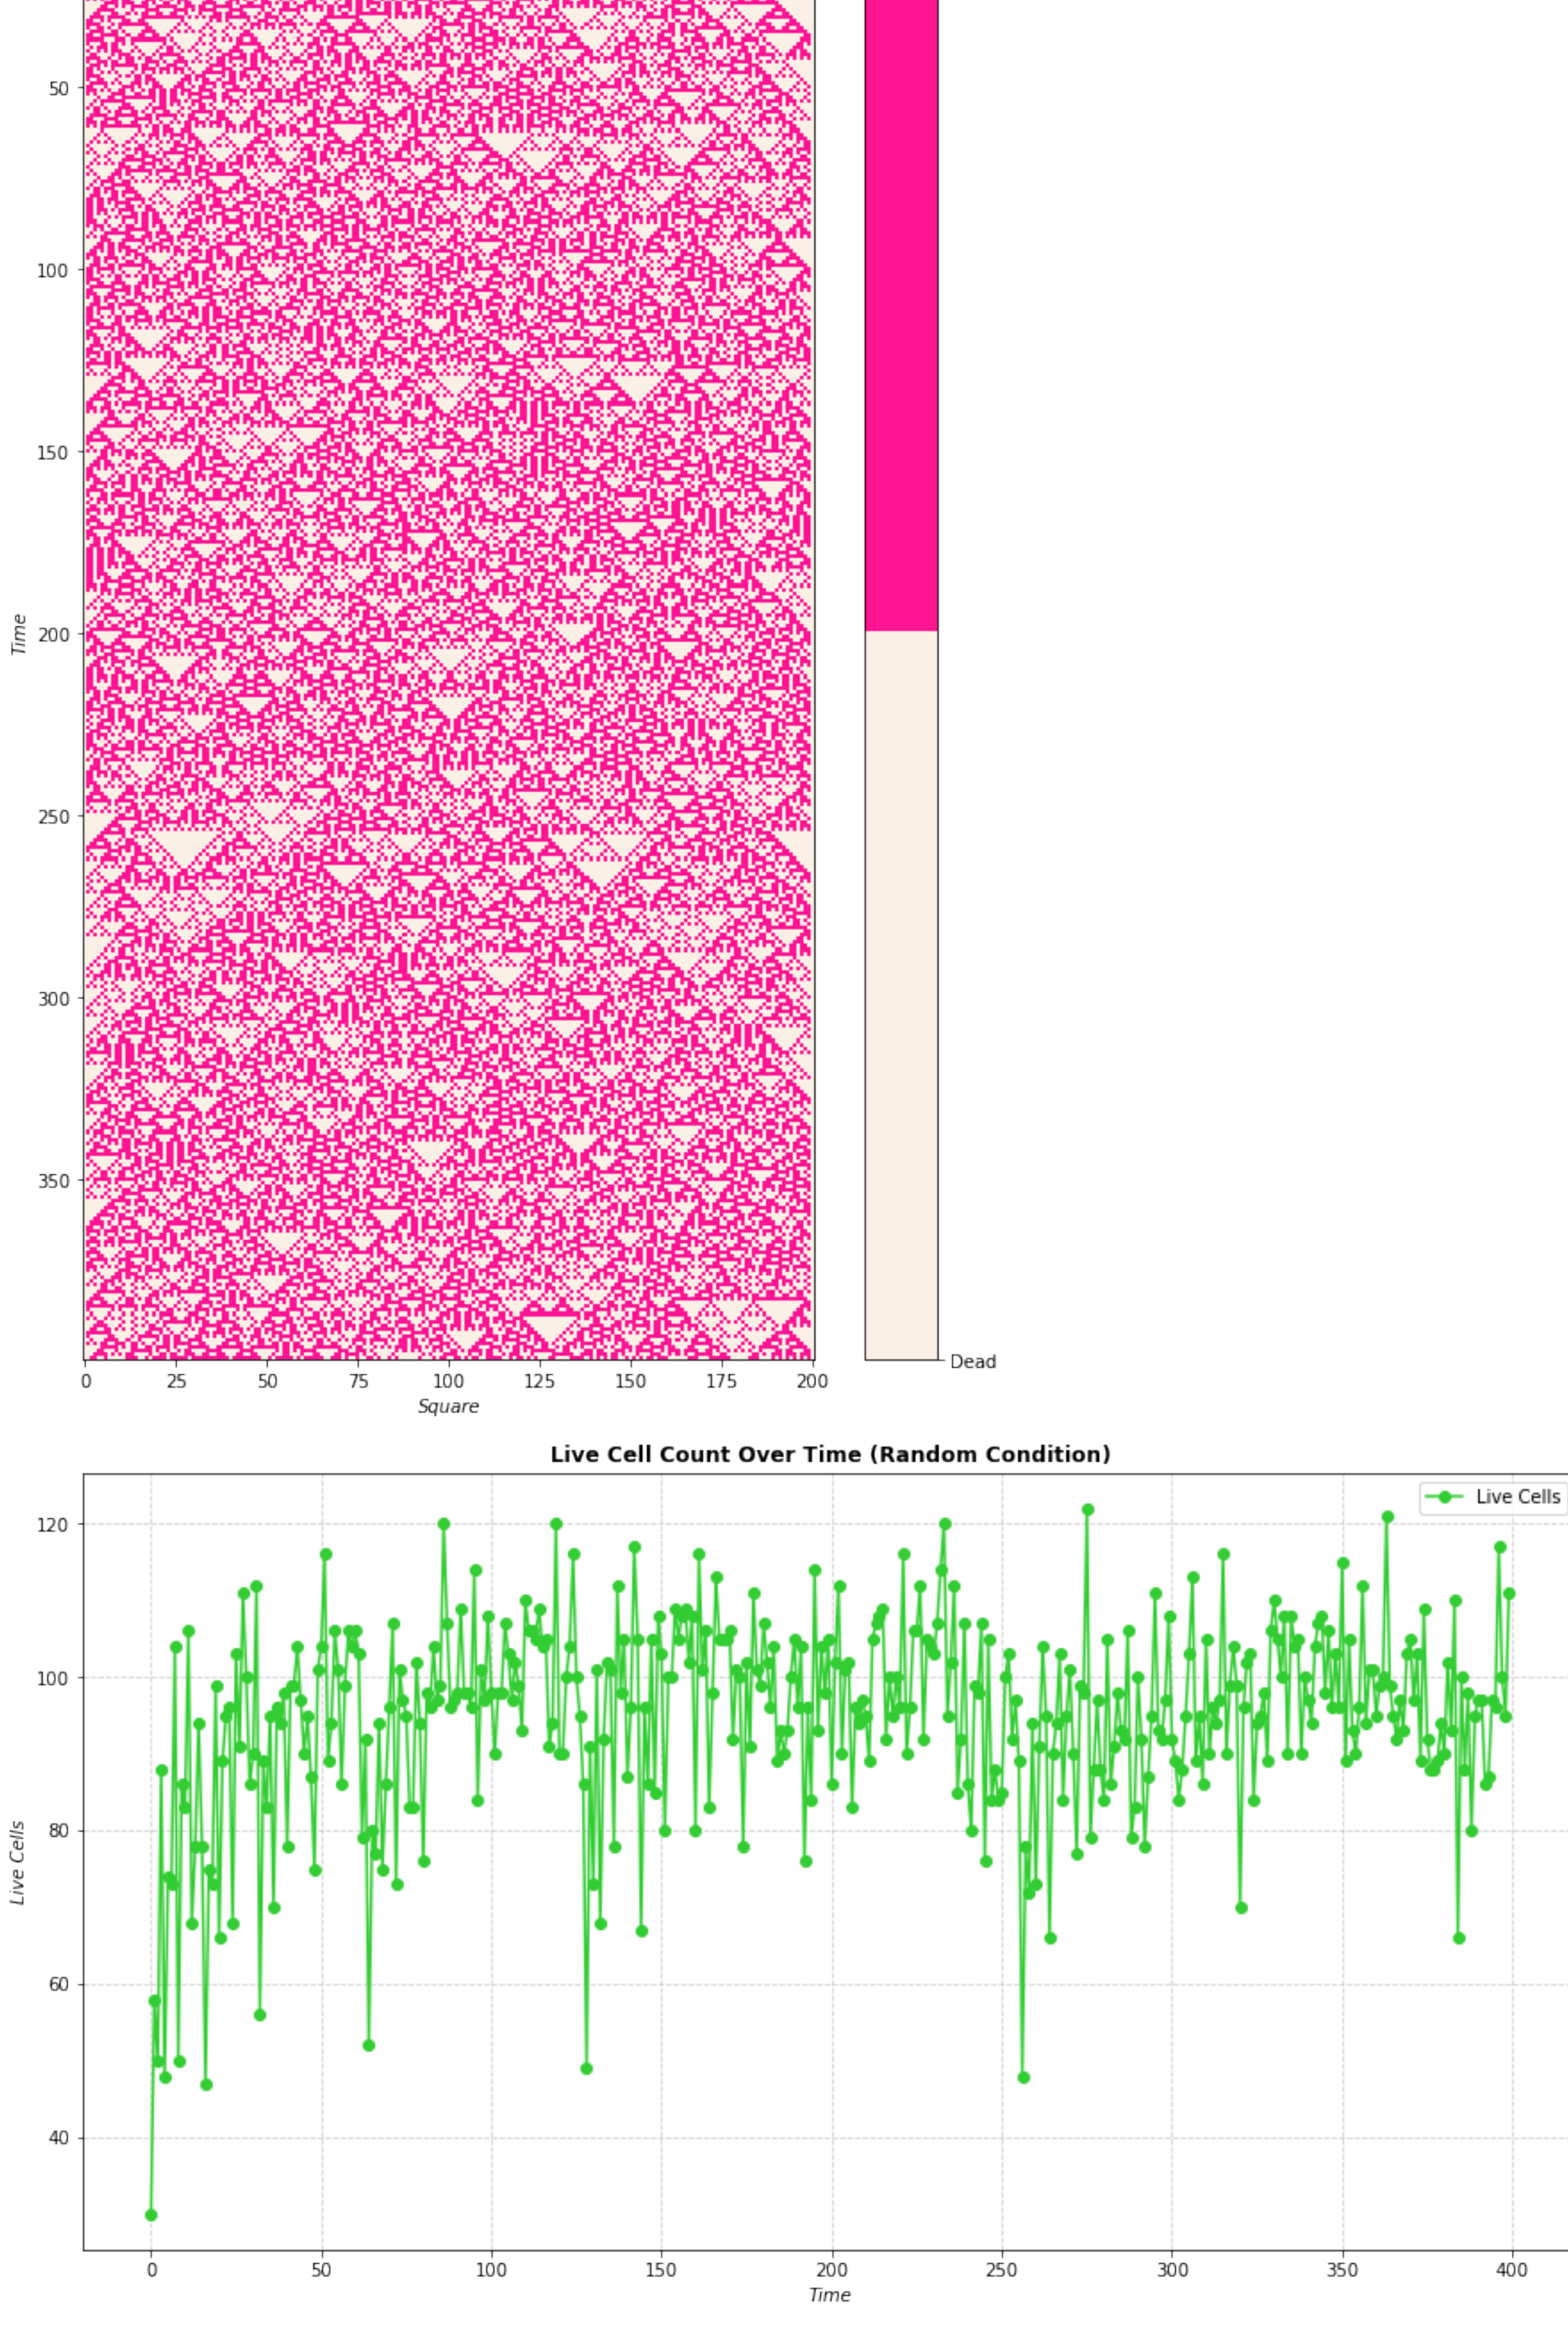 50
100
150
Time
200
250
300
350
Dead
0 25 50 75 100 125 150 175 200
Square
Live Cell Count Over Time (Random Condition)
Live Cells
120
100
80
Live Cells
60
40
0 50 100 150 200 250 300 350 400
Time